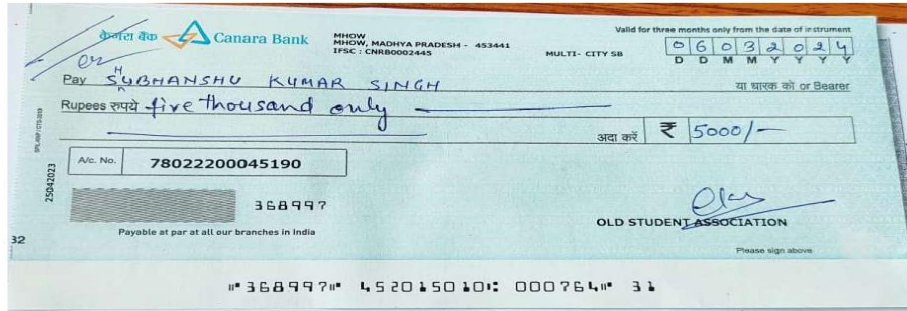 केनरा बैंक Canara Bank
MHOW
MHOW, MADHYA PRADESH - 453441
IFSC : CNRB0002445
MULTI- CITY SB
Valid for three months only from the date of instrument
0 6 0 3 2 0 2 4
D D M M Y Y Y Y
Pay SHUBHANSHU KUMAR SINGH या धारक को or Bearer
Rupees रुपये five thousand only
अदा करें ₹ 5000/-
A/c. No. 78022200045190
25042023
368997
OLD STUDENT ASSOCIATION
Payable at par at all our branches in India
Please sign above
32
⑈368997⑈ 452015010⑆ 000764⑈ 31